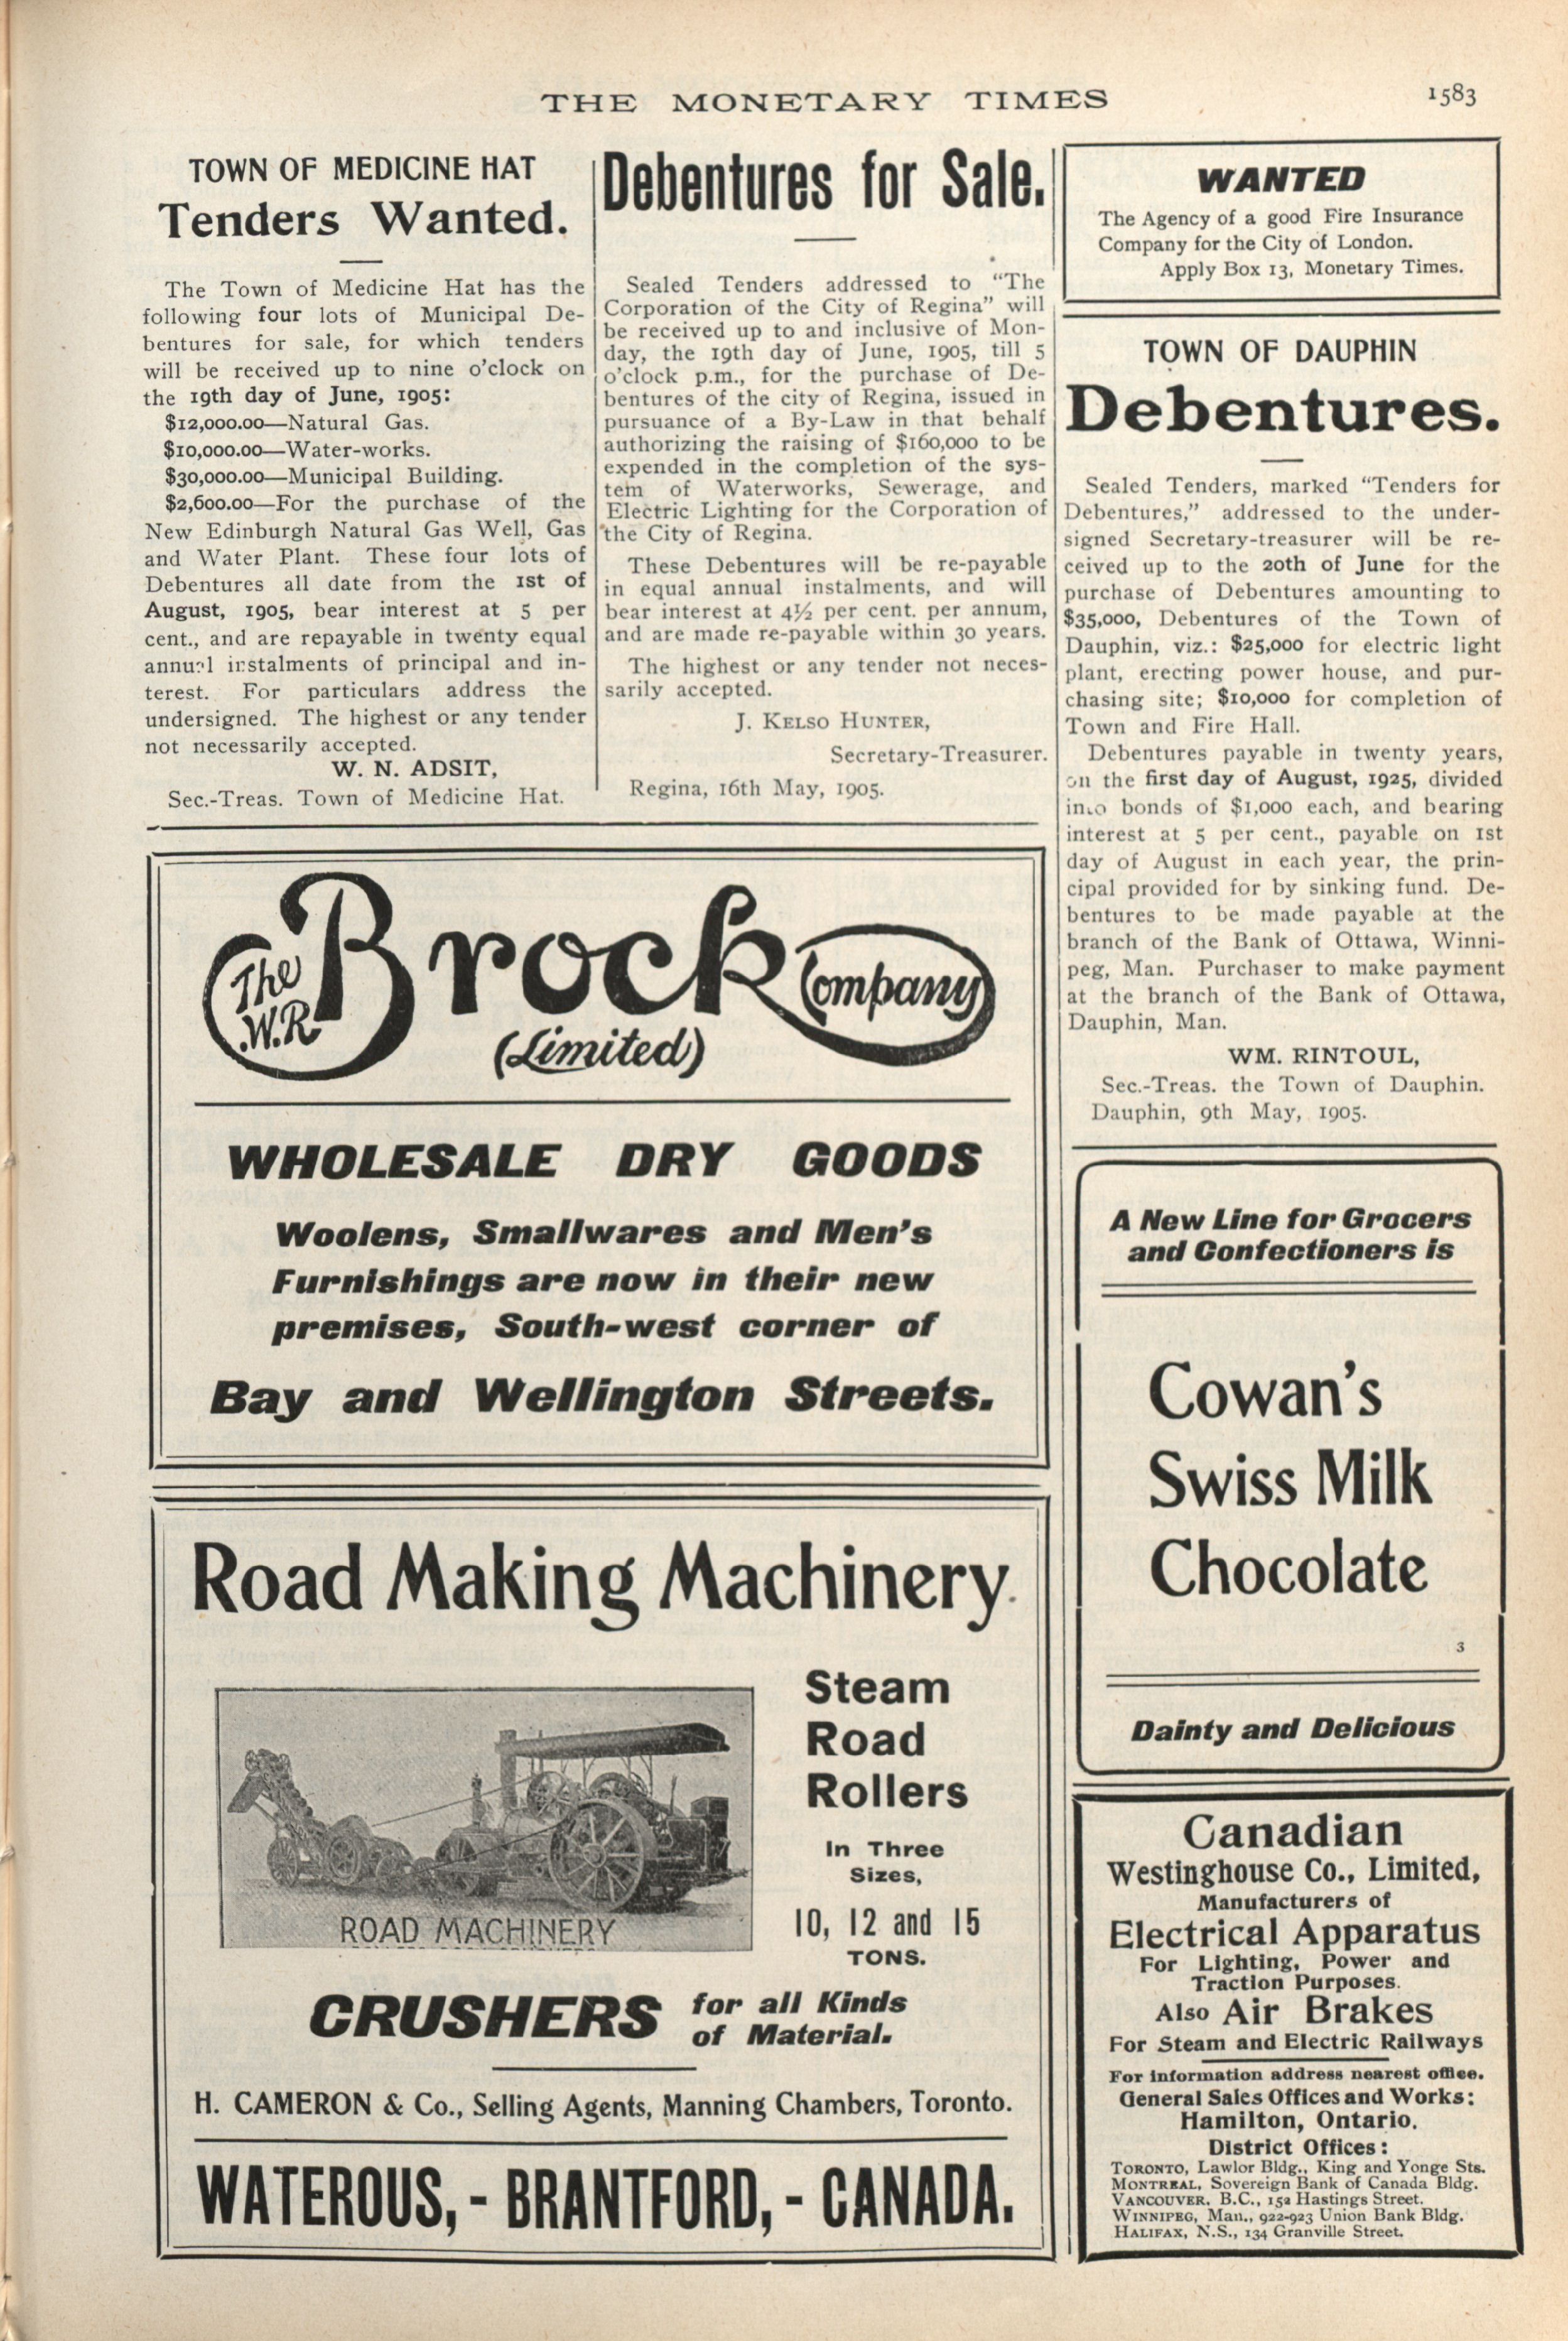 THE MONETARY TIMES
1583
TOWN OF MEDICINE HAT
Tenders Wanted.
The Town of Medicine Hat has the
following four lots of Municipal De-
bentures for sale, for which tenders
will be received up to nine o'clock on
the 19th day of June, 1905:
$12,000.00—Natural Gas.
$10,000.00—Water-works.
$30,000.00—Municipal Building.
$2,600.00—For the purchase of the
New Edinburgh Natural Gas Well, Gas
and Water Plant. These four lots of
Debentures all date from the 1st of
August, 1905, bear interest at 5 per
cent., and are repayable in twenty equal
annual instalments of principal and in-
terest. For particulars address the
undersigned. The highest or any tender
not necessarily accepted.
W. N. ADSIT,
Sec.-Treas. Town of Medicine Hat.
Debentures for Sale.
Sealed Tenders addressed to "The
Corporation of the City of Regina" will
be received up to and inclusive of Mon-
day, the 19th day of June, 1905, till 5
o'clock p.m., for the purchase of De-
bentures of the city of Regina, issued in
pursuance of a By-Law in that behalf
authorizing the raising of $160,000 to be
expended in the completion of the sys-
tem of Waterworks, Sewerage, and
Electric Lighting for the Corporation of
the City of Regina.
These Debentures will be re-payable
in equal annual instalments, and will
bear interest at 4½ per cent. per annum,
and are made re-payable within 30 years.
The highest or any tender not neces-
sarily accepted.
J. KELSO HUNTER,
Secretary-Treasurer.
Regina, 16th May, 1905.
WANTED
The Agency of a good Fire Insurance
Company for the City of London.
Apply Box 13, Monetary Times.
TOWN OF DAUPHIN
Debentures.
Sealed Tenders, marked "Tenders for
Debentures," addressed to the under-
signed Secretary-treasurer will be re-
ceived up to the 20th of June for the
purchase of Debentures amounting to
$35,000, Debentures of the Town of
Dauphin, viz.: $25,000 for electric light
plant, erecting power house, and pur-
chasing site; $10,000 for completion of
Town and Fire Hall.
Debentures payable in twenty years,
on the first day of August, 1925, divided
into bonds of $1,000 each, and bearing
interest at 5 per cent., payable on 1st
day of August in each year, the prin-
cipal provided for by sinking fund. De-
bentures to be made payable at the
branch of the Bank of Ottawa, Winni-
peg, Man. Purchaser to make payment
at the branch of the Bank of Ottawa,
Dauphin, Man.
WM. RINTOUL,
Sec.-Treas. the Town of Dauphin.
Dauphin, 9th May, 1905.
The W.R. Brock Company
(Limited)
WHOLESALE DRY GOODS
Woolens, Smallwares and Men's
Furnishings are now in their new
premises, South-west corner of
Bay and Wellington Streets.
A New Line for Grocers
and Confectioners is
Cowan's
Swiss Milk
Chocolate
3
Dainty and Delicious
Road Making Machinery.
Steam
Road
Rollers
In Three
Sizes,
10, 12 and 15
TONS.
ROAD MACHINERY
CRUSHERS for all Kinds
of Material.
H. CAMERON & Co., Selling Agents, Manning Chambers, Toronto.
WATEROUS, - BRANTFORD, - CANADA.
Canadian
Westinghouse Co., Limited,
Manufacturers of
Electrical Apparatus
For Lighting, Power and
Traction Purposes.
Also Air Brakes
For Steam and Electric Railways
For information address nearest office.
General Sales Offices and Works:
Hamilton, Ontario.
District Offices:
TORONTO, Lawlor Bldg., King and Yonge Sts.
MONTREAL, Sovereign Bank of Canada Bldg.
VANCOUVER, B.C., 152 Hastings Street.
WINNIPEG, Man., 922-923 Union Bank Bldg.
HALIFAX, N.S., 134 Granville Street.